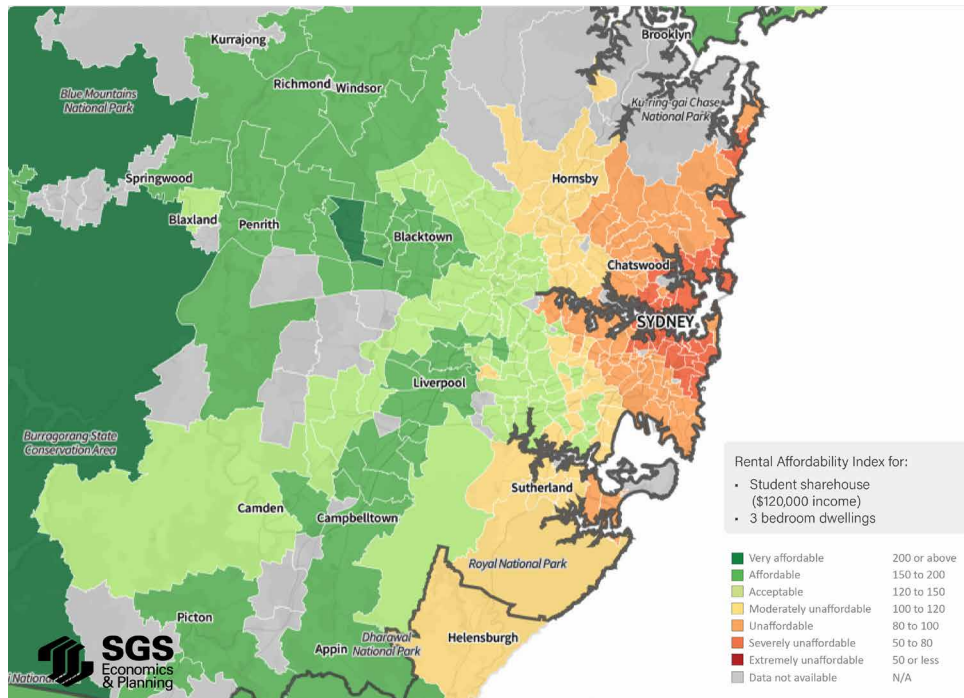 Brooklyn
Kurrajong
Richmond
Windsor
Blue Mountains
National Park
Ku-ring-gai Chase
National Park
Springwood
Hornsby
Blaxland
Penrith
Blacktown
Chatswood
SYDNEY
Liverpool
Burragorang State
Conservation Area
Sutherland
Camden
Campbelltown
Royal National Park
Picton
Dharawal
National Park
Helensburgh
Appin
SGS
Economics
& Planning
Rental Affordability Index for:
• Student sharehouse
($120,000 income)
• 3 bedroom dwellings
Very affordable 200 or above
Affordable 150 to 200
Acceptable 120 to 150
Moderately unaffordable 100 to 120
Unaffordable 80 to 100
Severely unaffordable 50 to 80
Extremely unaffordable 50 or less
Data not available N/A